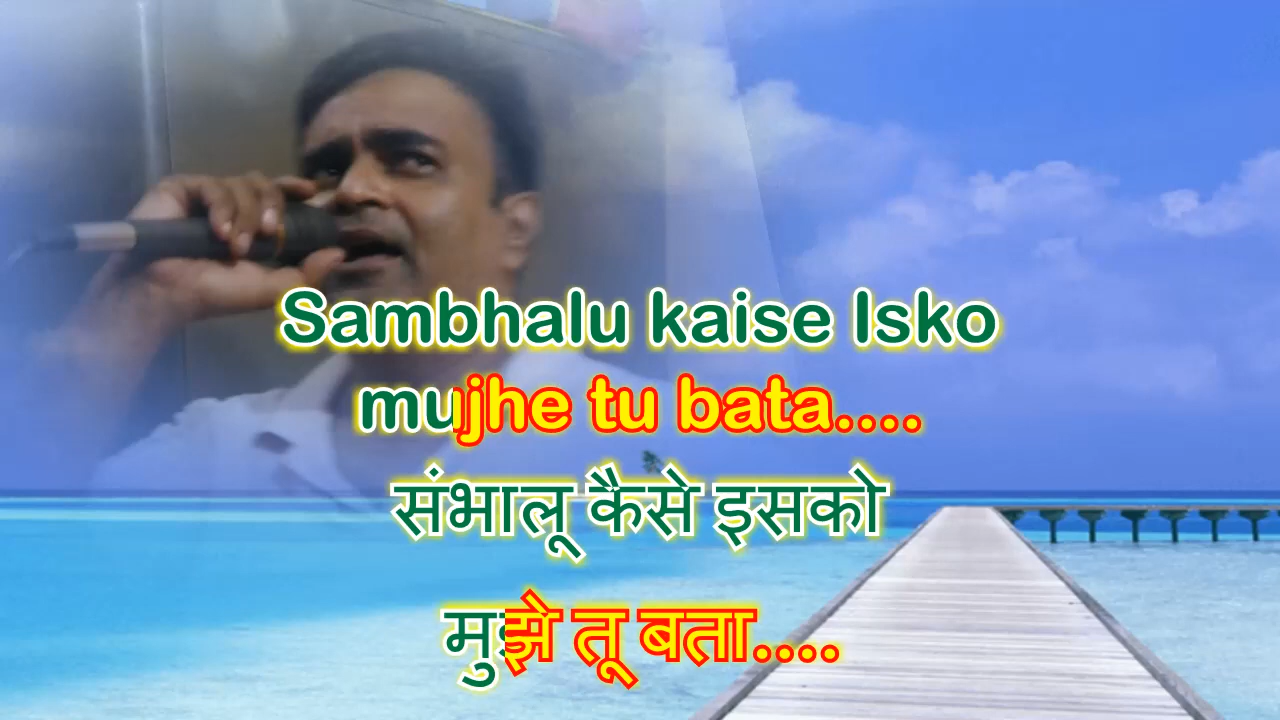 Sambhalu kaise Isko
mujhe tu bata....
संभालू कैसे इसको
मुझे तू बता....